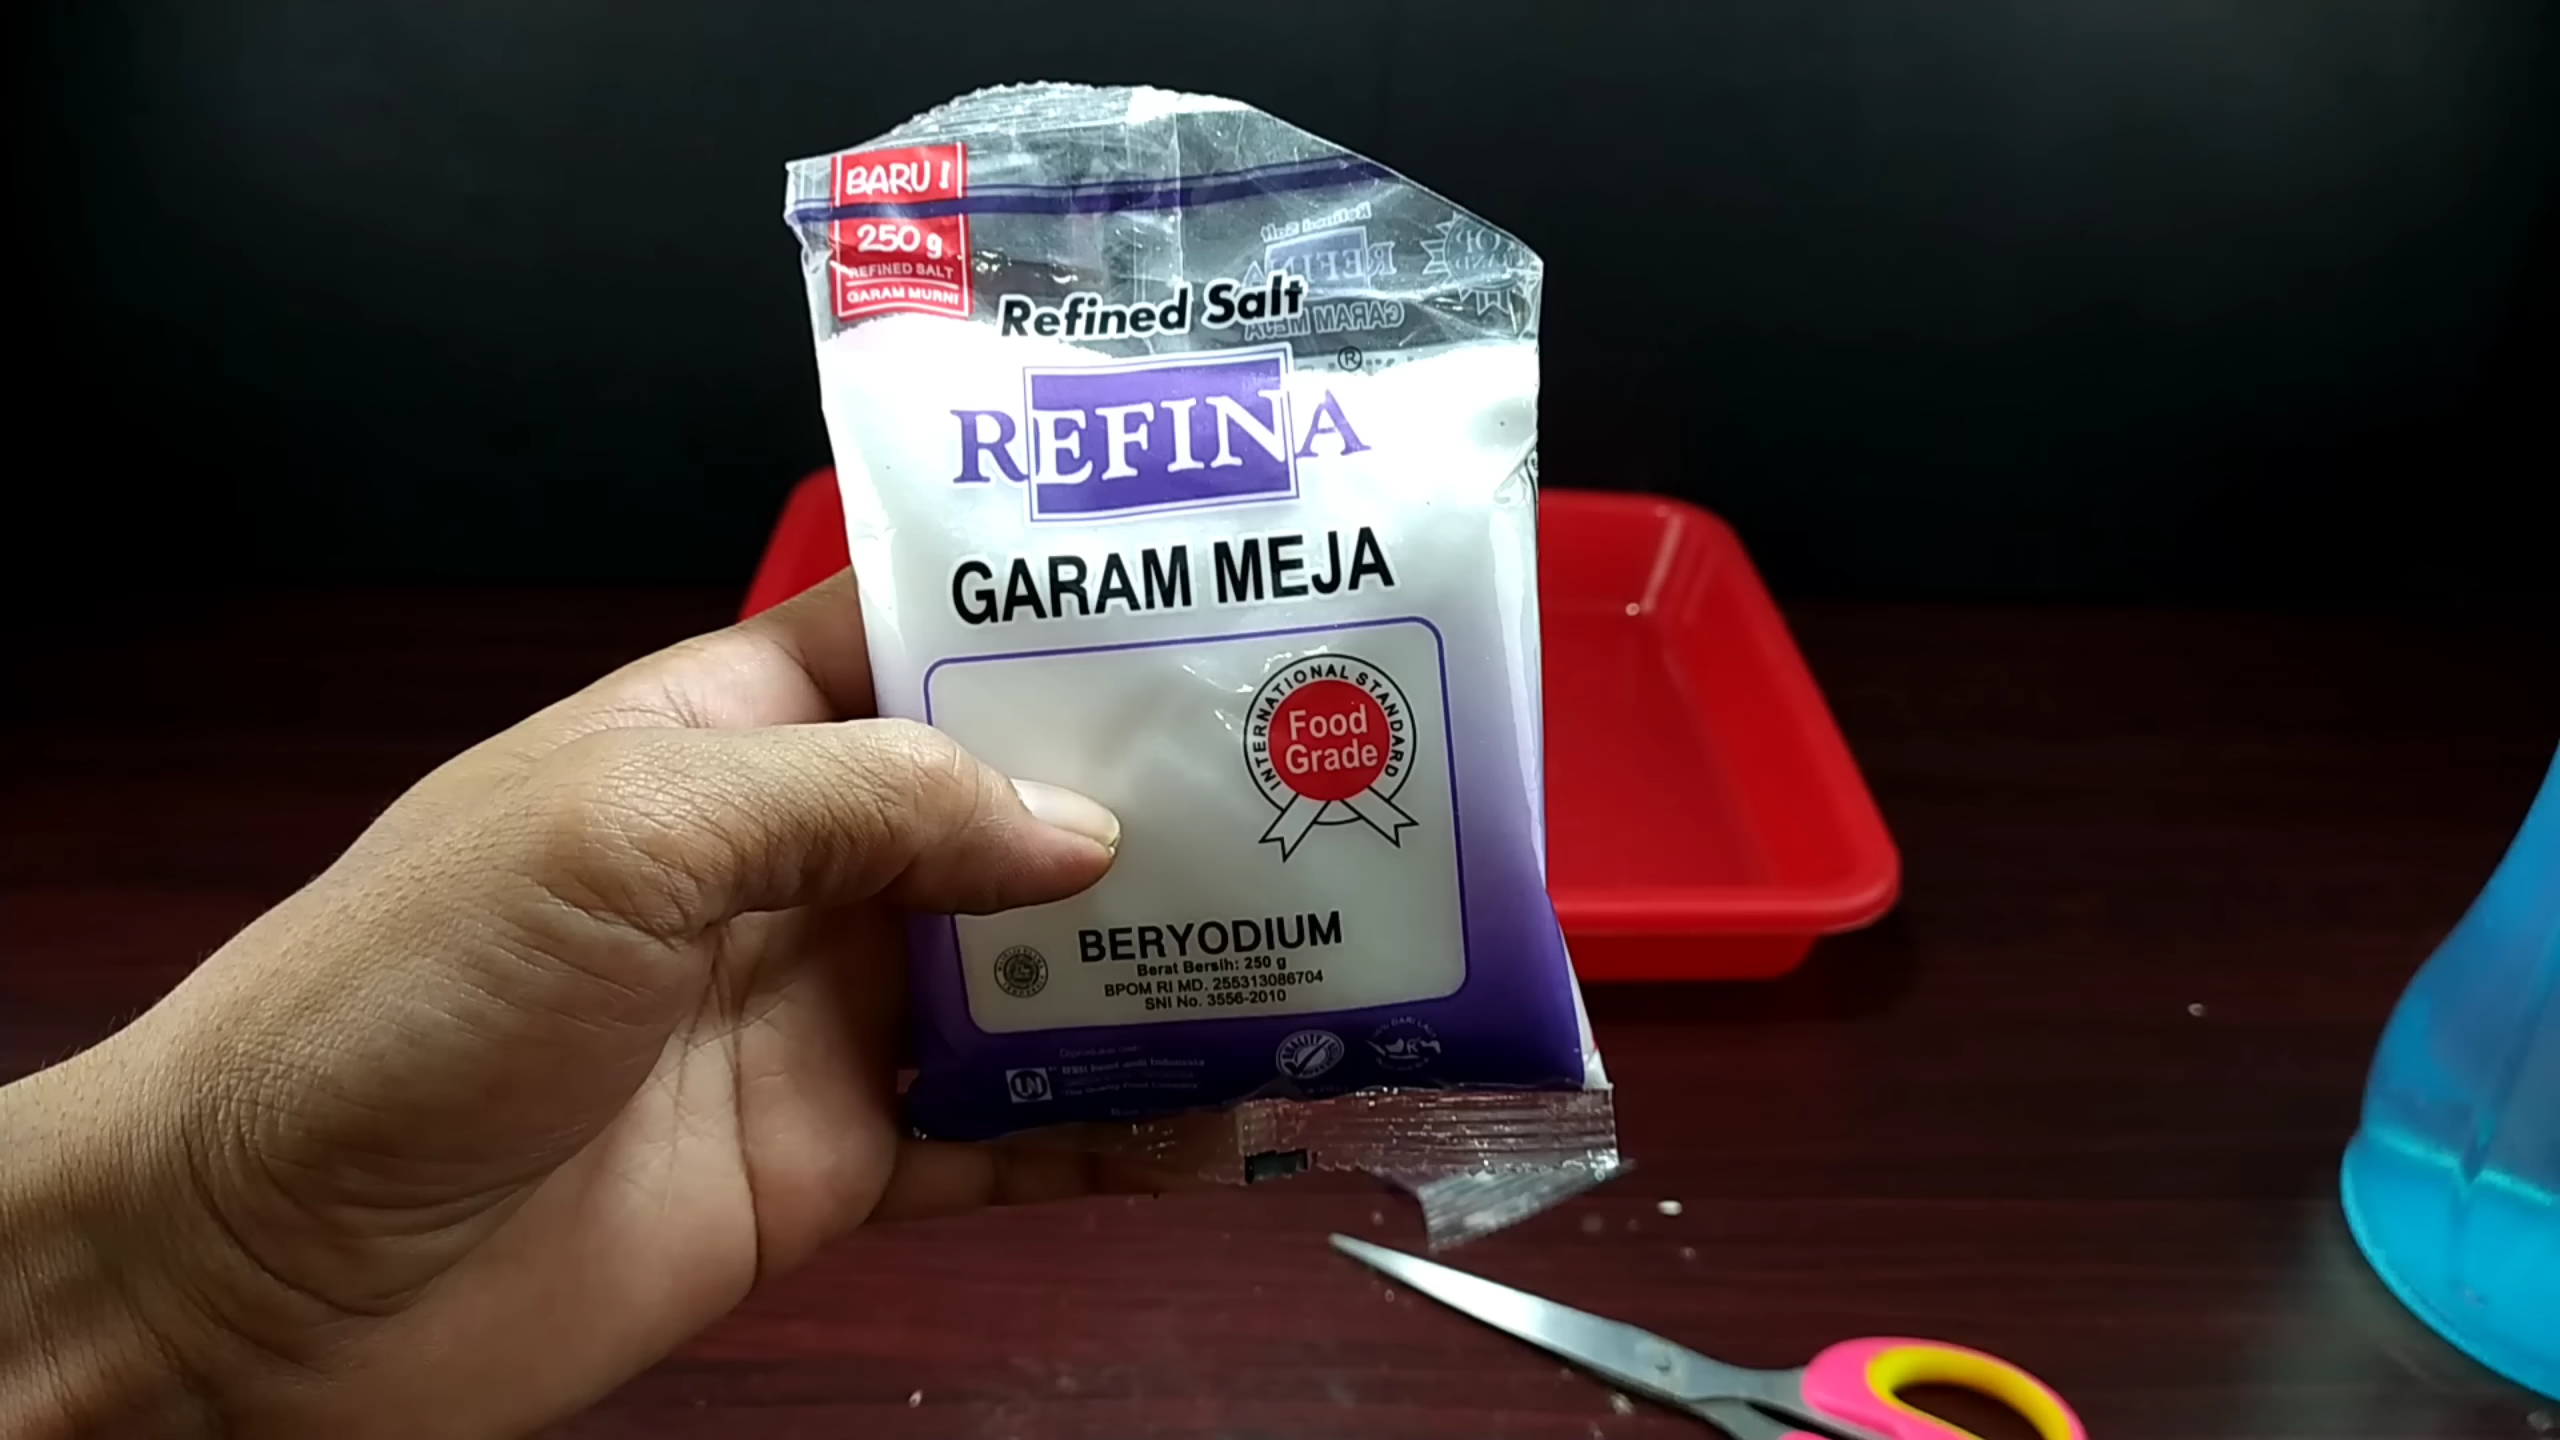 BARU !
250 g
REFINED SALT
GARAM MURNI
Refined Salt
REFINA®
GARAM MEJA
INTERNATIONAL STANDARD
Food
Grade
BERYODIUM
Berat Bersih: 250 g
BPOM RI MD. 255313086704
SNI No. 3556-2010